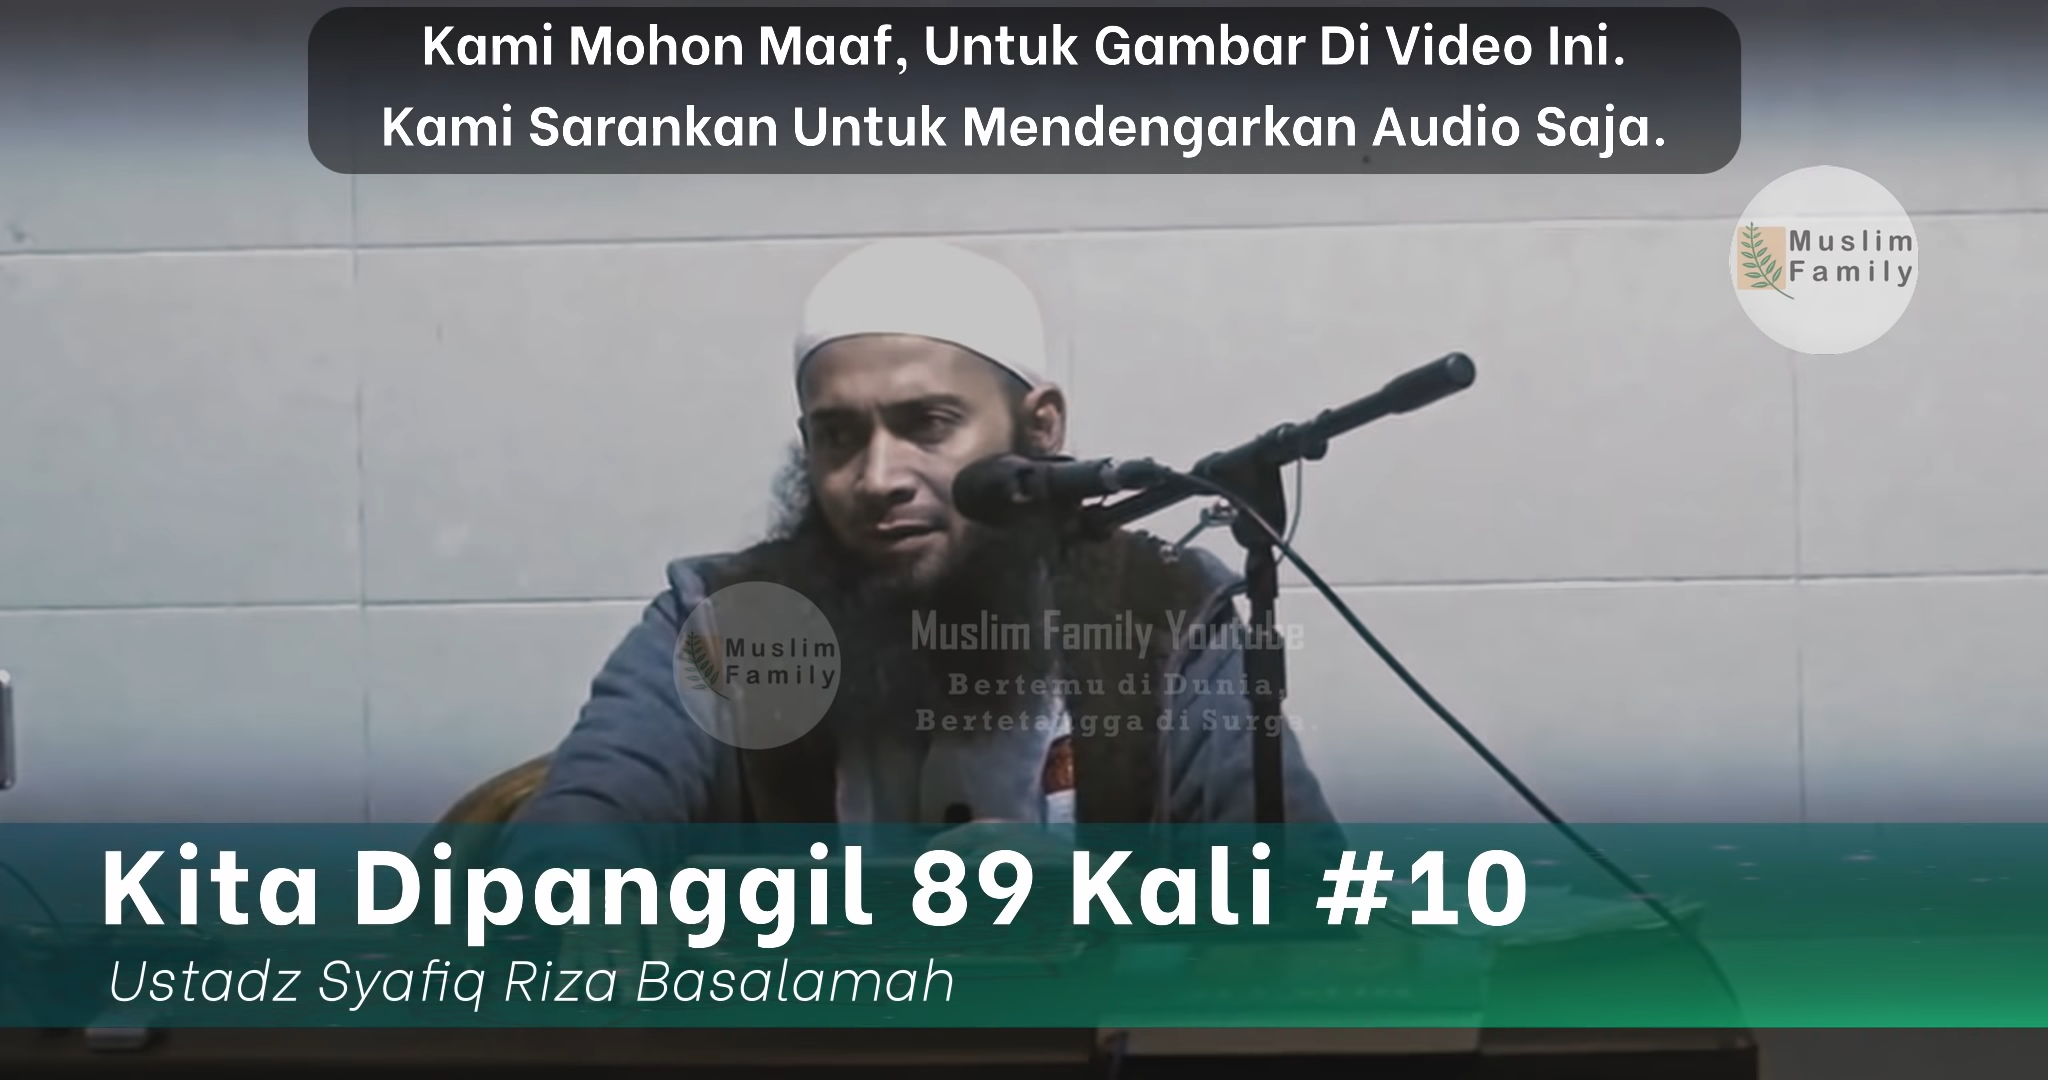 Kami Mohon Maaf, Untuk Gambar Di Video Ini.
Kami Sarankan Untuk Mendengarkan Audio Saja.
Muslim
Family
Muslim
Family
Muslim Family Youtube
Bertemu di Dunia,
Bertetangga di Surga.
Kita Dipanggil 89 Kali #10
Ustadz Syafiq Riza Basalamah